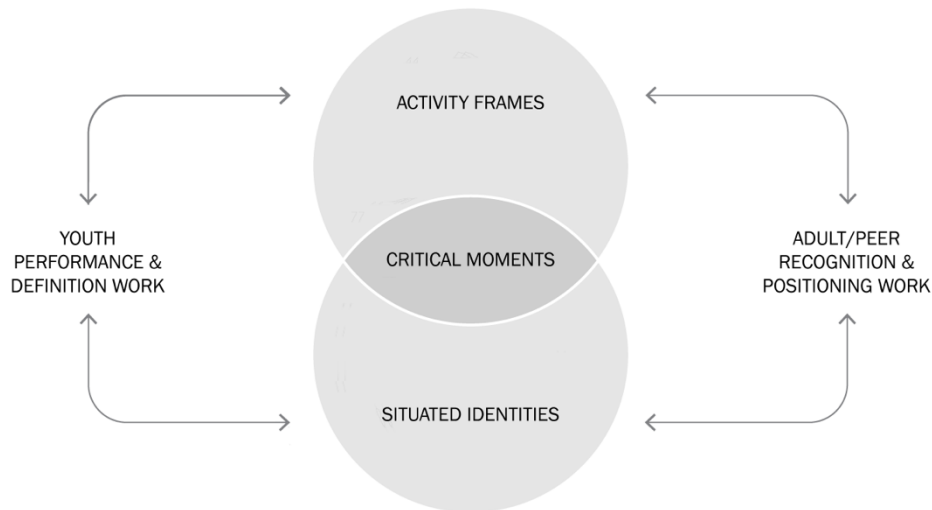 ACTIVITY FRAMES
YOUTH
PERFORMANCE &
DEFINITION WORK
CRITICAL MOMENTS
ADULT/PEER
RECOGNITION &
POSITIONING WORK
SITUATED IDENTITIES